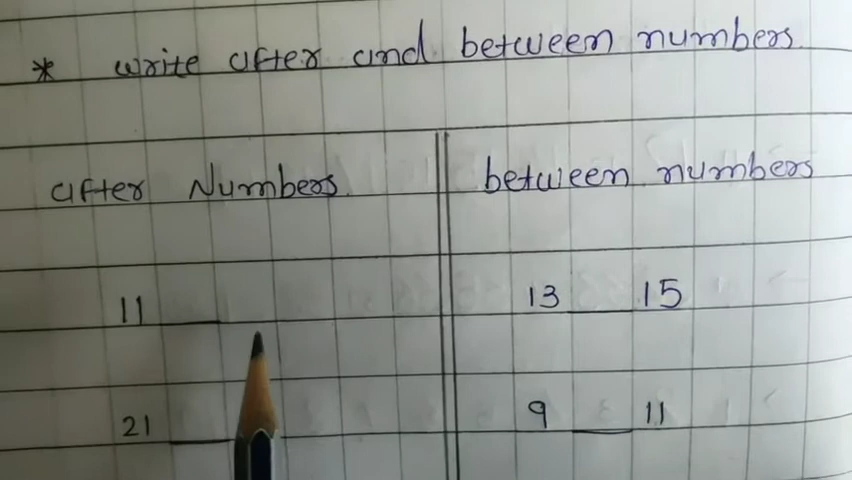 * write after and between numbers
after Numbers between numbers
11 __ 13 __ 15
21 __ 9 __ 11